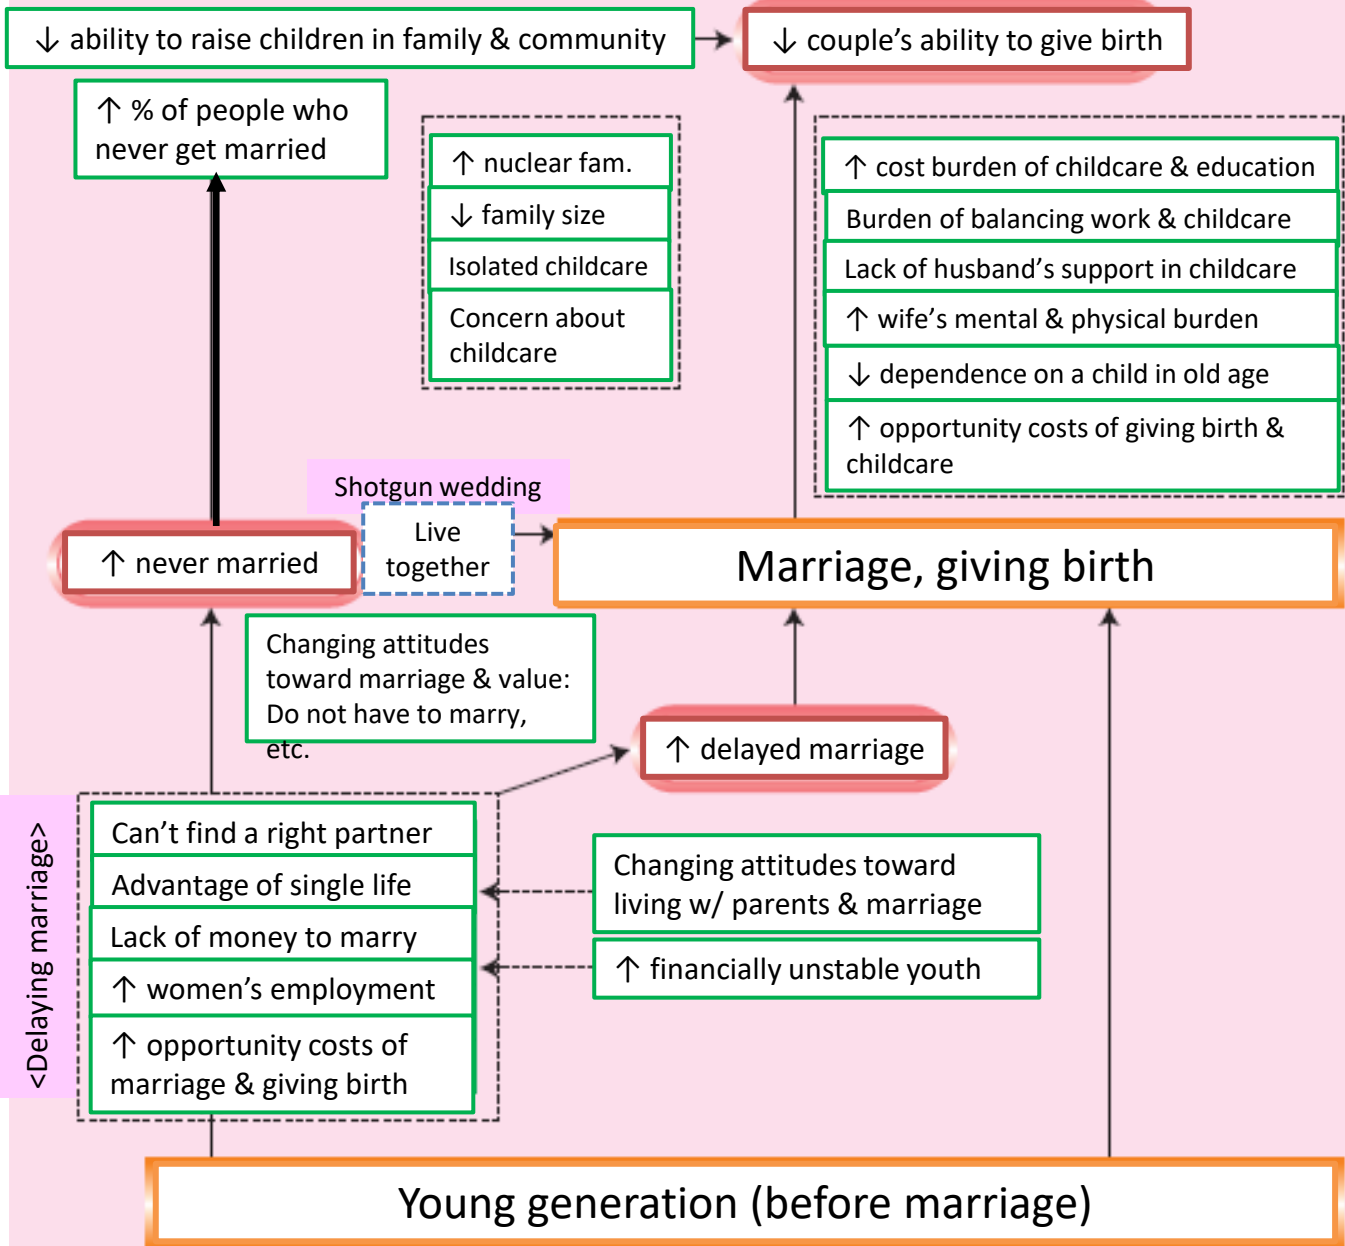 ↓ ability to raise children in family & community
↓ couple's ability to give birth
↑ % of people who
never get married
↑ nuclear fam.
↓ family size
Isolated childcare
Concern about
childcare
↑ cost burden of childcare & education
Burden of balancing work & childcare
Lack of husband's support in childcare
↑ wife's mental & physical burden
↓ dependence on a child in old age
↑ opportunity costs of giving birth &
childcare
Shotgun wedding
Live
together
↑ never married
Marriage, giving birth
Changing attitudes
toward marriage & value:
Do not have to marry,
etc.
↑ delayed marriage
<Delaying marriage>
Can't find a right partner
Advantage of single life
Lack of money to marry
↑ women's employment
↑ opportunity costs of
marriage & giving birth
Changing attitudes toward
living w/ parents & marriage
↑ financially unstable youth
Young generation (before marriage)